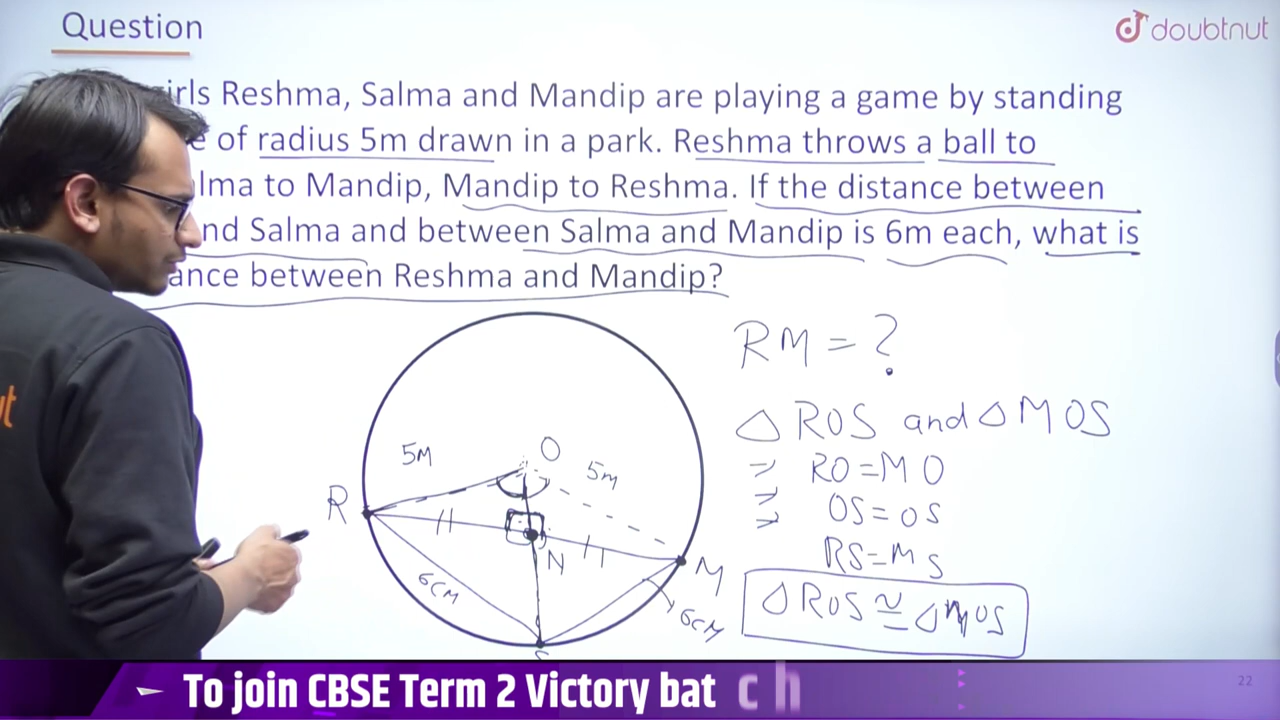 Question
doubtnut
irls Reshma, Salma and Mandip are playing a game by standing
e of radius 5m drawn in a park. Reshma throws a ball to
lma to Mandip, Mandip to Reshma. If the distance between
nd Salma and between Salma and Mandip is 6m each, what is
ance between Reshma and Mandip?
RM = ?
△ ROS and △ MOS
⇒ RO = MO
⇒ OS = OS
⇒ RS = MS
△ ROS ≅ △ MOS
5M
O
5m
R
N
M
6CM
6CM
S
To join CBSE Term 2 Victory bat c h
22